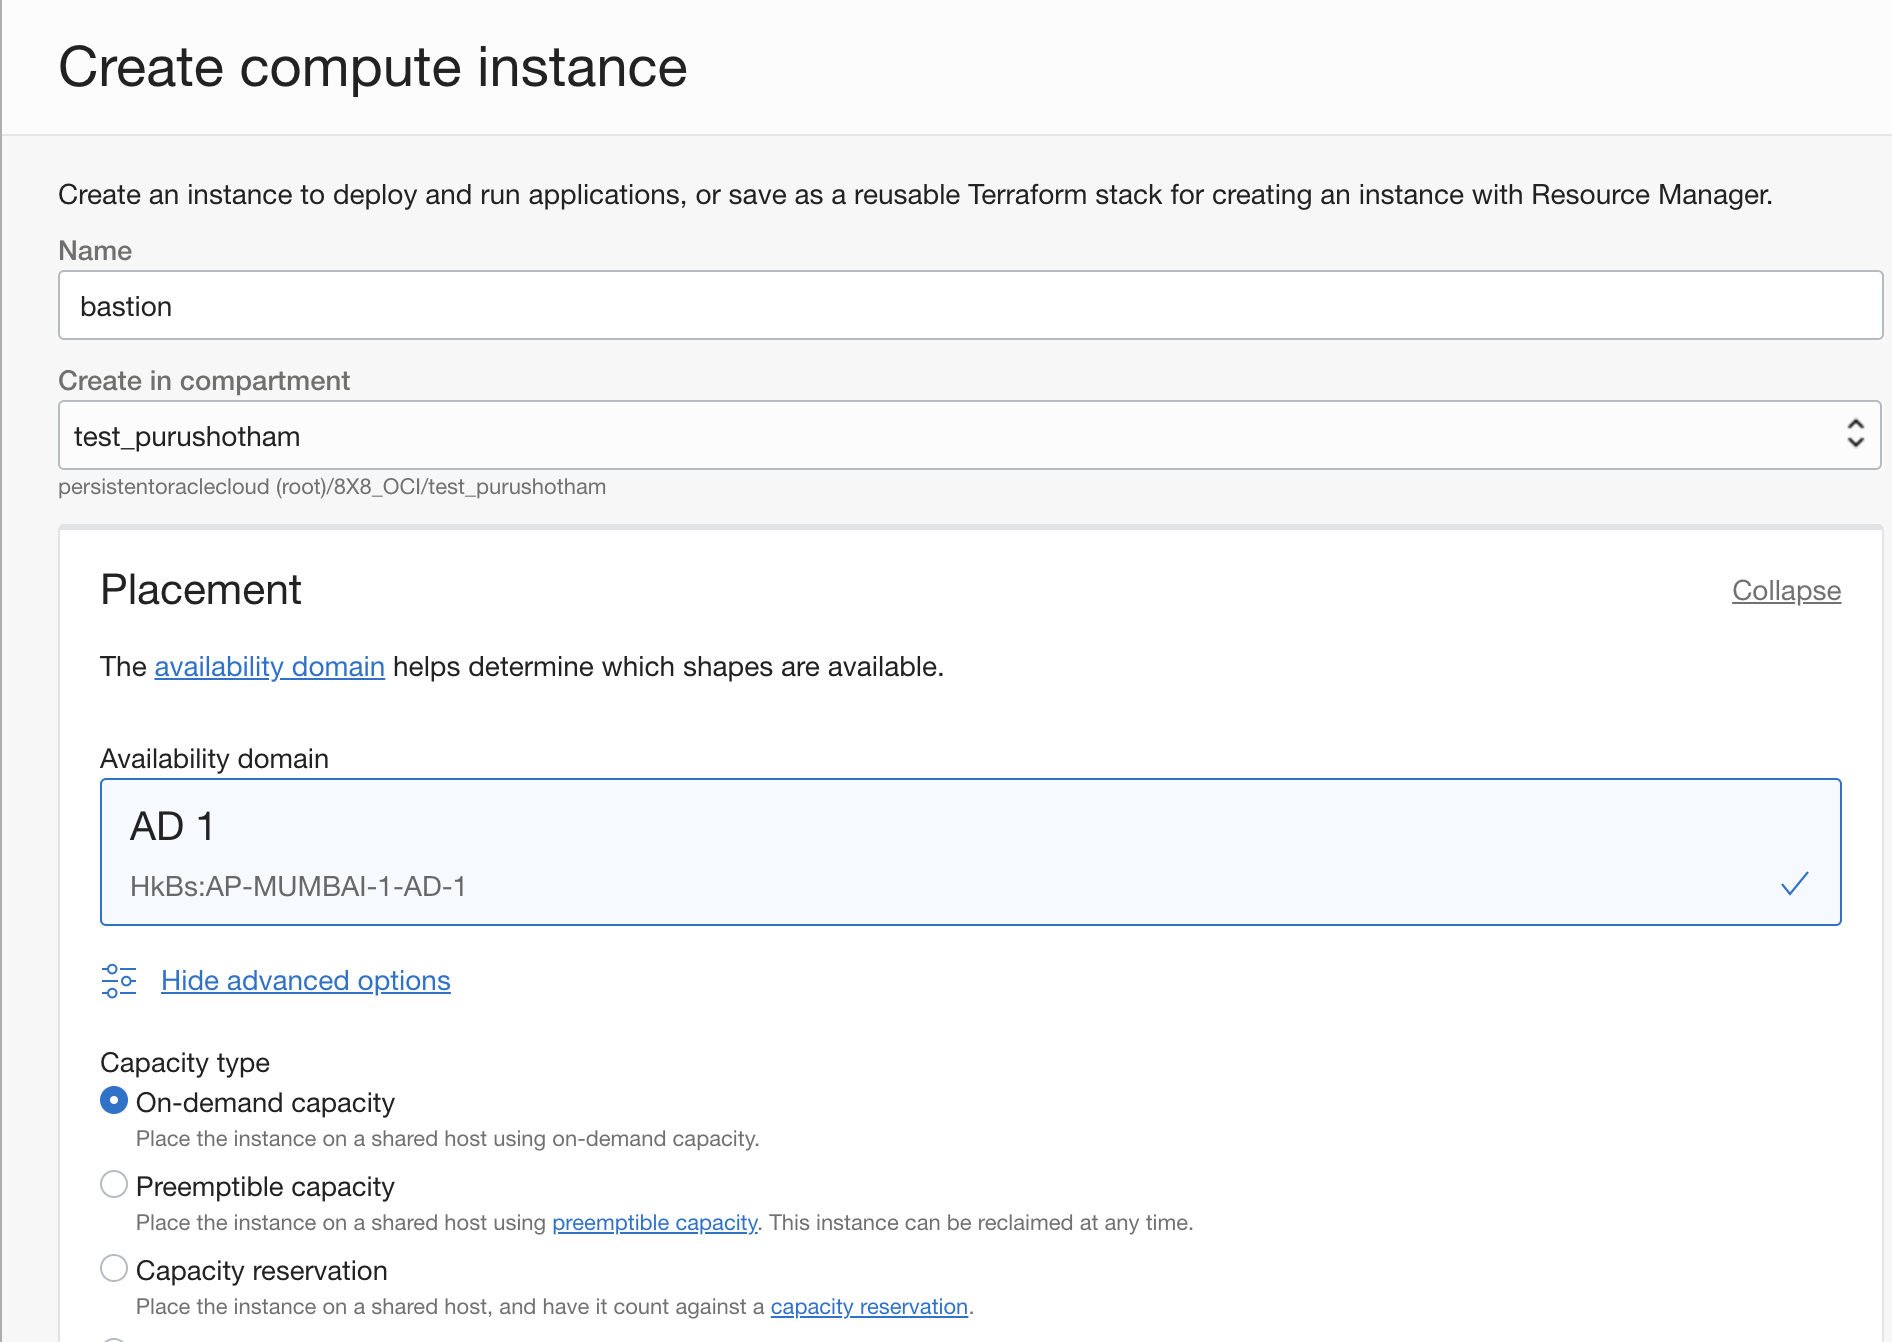 Create compute instance
Create an instance to deploy and run applications, or save as a reusable Terraform stack for creating an instance with Resource Manager.
Name
bastion
Create in compartment
test_purushotham
persistentoraclecloud (root)/8X8_OCI/test_purushotham
Placement
Collapse
The availability domain helps determine which shapes are available.
Availability domain
AD 1
HkBs:AP-MUMBAI-1-AD-1
Hide advanced options
Capacity type
On-demand capacity
Place the instance on a shared host using on-demand capacity.
Preemptible capacity
Place the instance on a shared host using preemptible capacity. This instance can be reclaimed at any time.
Capacity reservation
Place the instance on a shared host, and have it count against a capacity reservation.